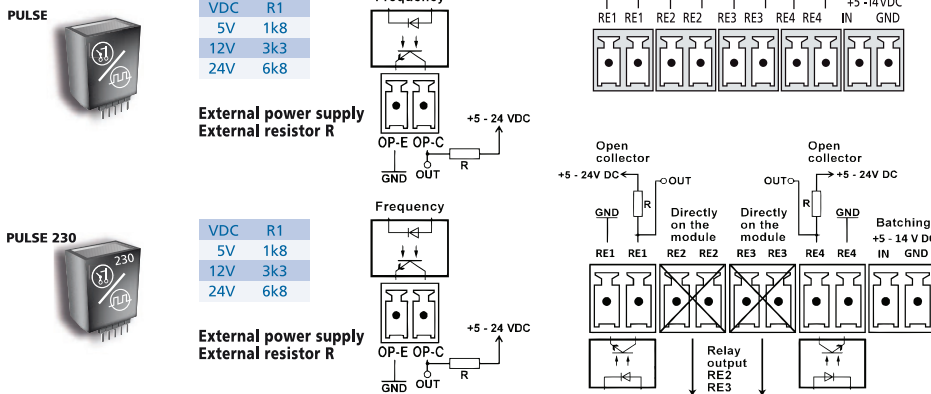 PULSE
VDC R1
5V 1k8
12V 3k3
24V 6k8
External power supply
External resistor R
Frequency
+5 - 24 VDC
OP-E OP-C
R
GND OUT
+5 -14VDC
RE1 RE1 RE2 RE2 RE3 RE3 RE4 RE4 IN GND
PULSE 230
230
VDC R1
5V 1k8
12V 3k3
24V 6k8
External power supply
External resistor R
Frequency
+5 - 24 VDC
OP-E OP-C
R
GND OUT
Open
collector
+5 - 24V DC
OUT
R
GND
Directly
on the
module
Directly
on the
module
Open
collector
+5 - 24V DC
OUT
R
GND
Batching
+5 - 14 V DC
RE1 RE1 RE2 RE2 RE3 RE3 RE4 RE4 IN GND
Relay
output
RE2
RE3